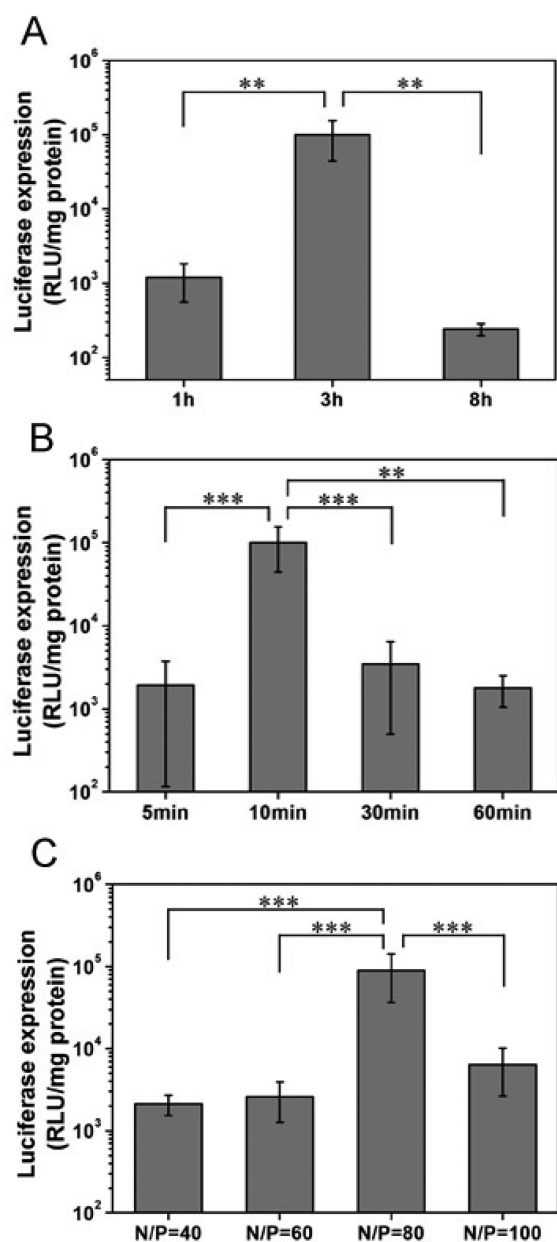 A
Luciferase expression
(RLU/mg protein)
10⁶
10⁵
10⁴
10³
10²
**
**
1h
3h
8h
B
Luciferase expression
(RLU/mg protein)
10⁶
10⁵
10⁴
10³
10²
**
***
***
5min
10min
30min
60min
C
Luciferase expression
(RLU/mg protein)
10⁶
10⁵
10⁴
10³
10²
***
***
***
N/P=40
N/P=60
N/P=80
N/P=100